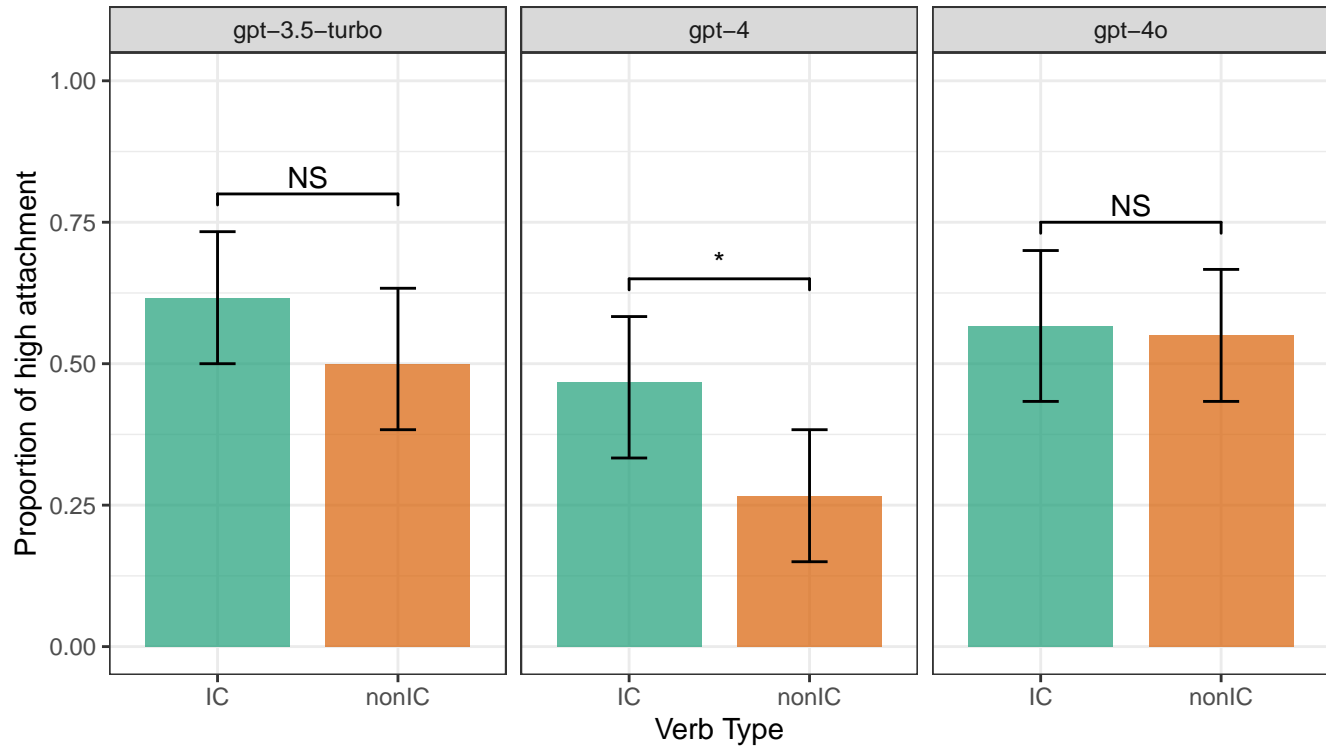 gpt−3.5−turbo
gpt−4
gpt−4o
Proportion of high attachment
1.00
0.75
0.50
0.25
0.00
NS
*
NS
IC
nonIC
IC
nonIC
IC
nonIC
Verb Type